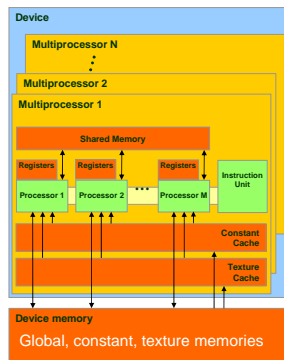 Device
Multiprocessor N
Multiprocessor 2
Multiprocessor 1
Shared Memory
Registers Registers Registers
Processor 1 Processor 2 ••• Processor M
Instruction
Unit
Constant
Cache
Texture
Cache
Device memory
Global, constant, texture memories